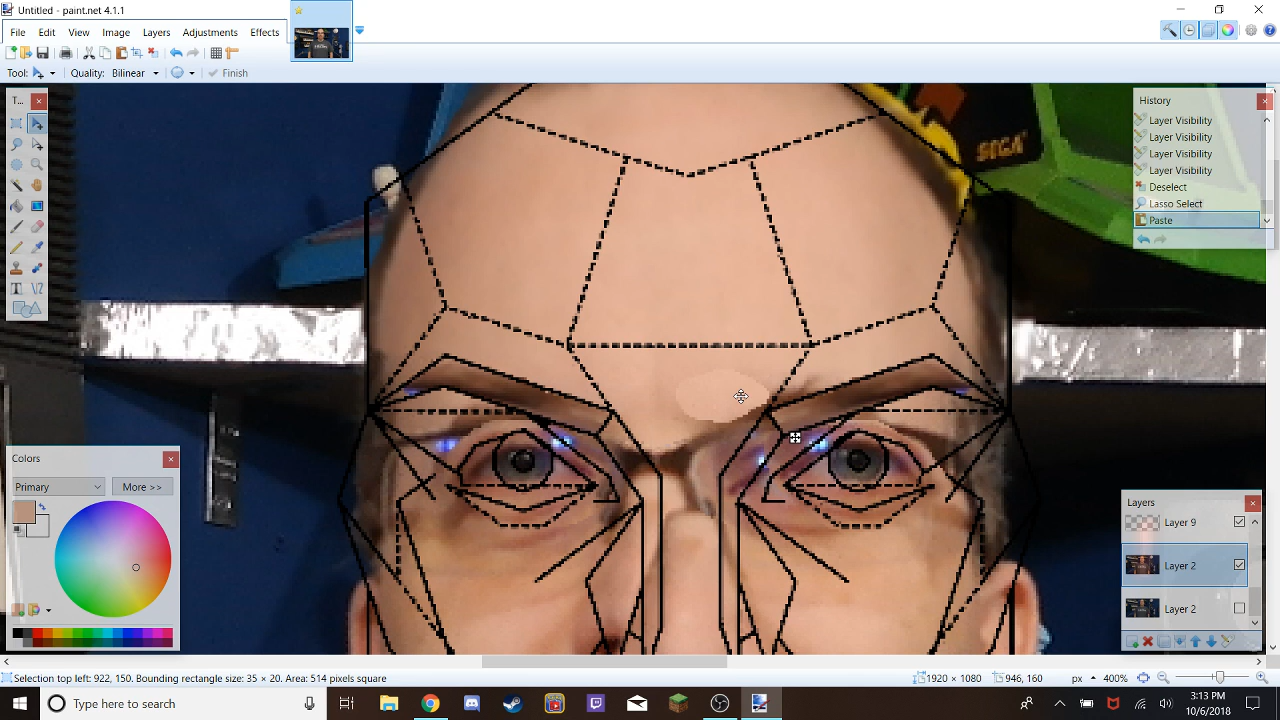 Untitled - paint.net 4.1.1
File Edit View Image Layers Adjustments Effects
Tool: Quality: Bilinear Finish
T...
SEGA
History
Layer Visibility
Layer Visibility
Layer Visibility
Layer Visibility
Deselect
Lasso Select
Paste
Colors
Primary More >>
Layers
Layer 9
Layer 2
Layer 2
Selection top left: 922, 150. Bounding rectangle size: 35 × 20. Area: 514 pixels square 1920 × 1080 946, 160 px 400%
Type here to search
3:13 PM
10/6/2018